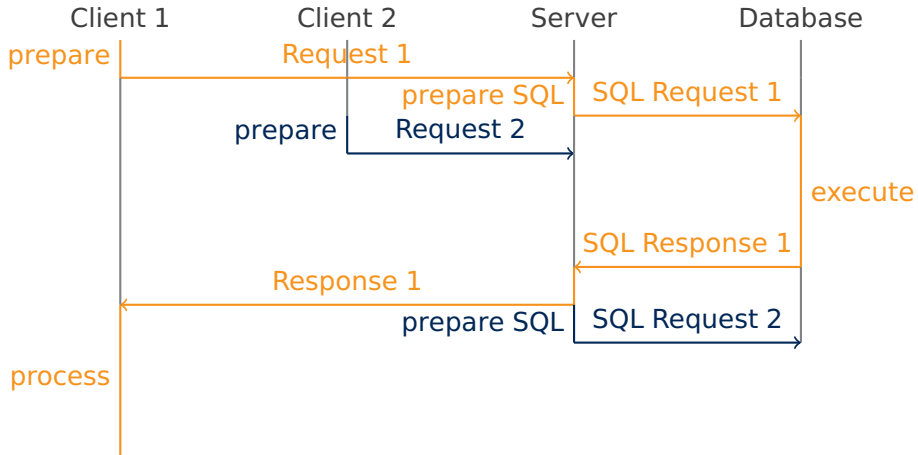 Client 1
Client 2
Server
Database
prepare
Request 1
prepare SQL
SQL Request 1
prepare
Request 2
execute
SQL Response 1
Response 1
prepare SQL
SQL Request 2
process